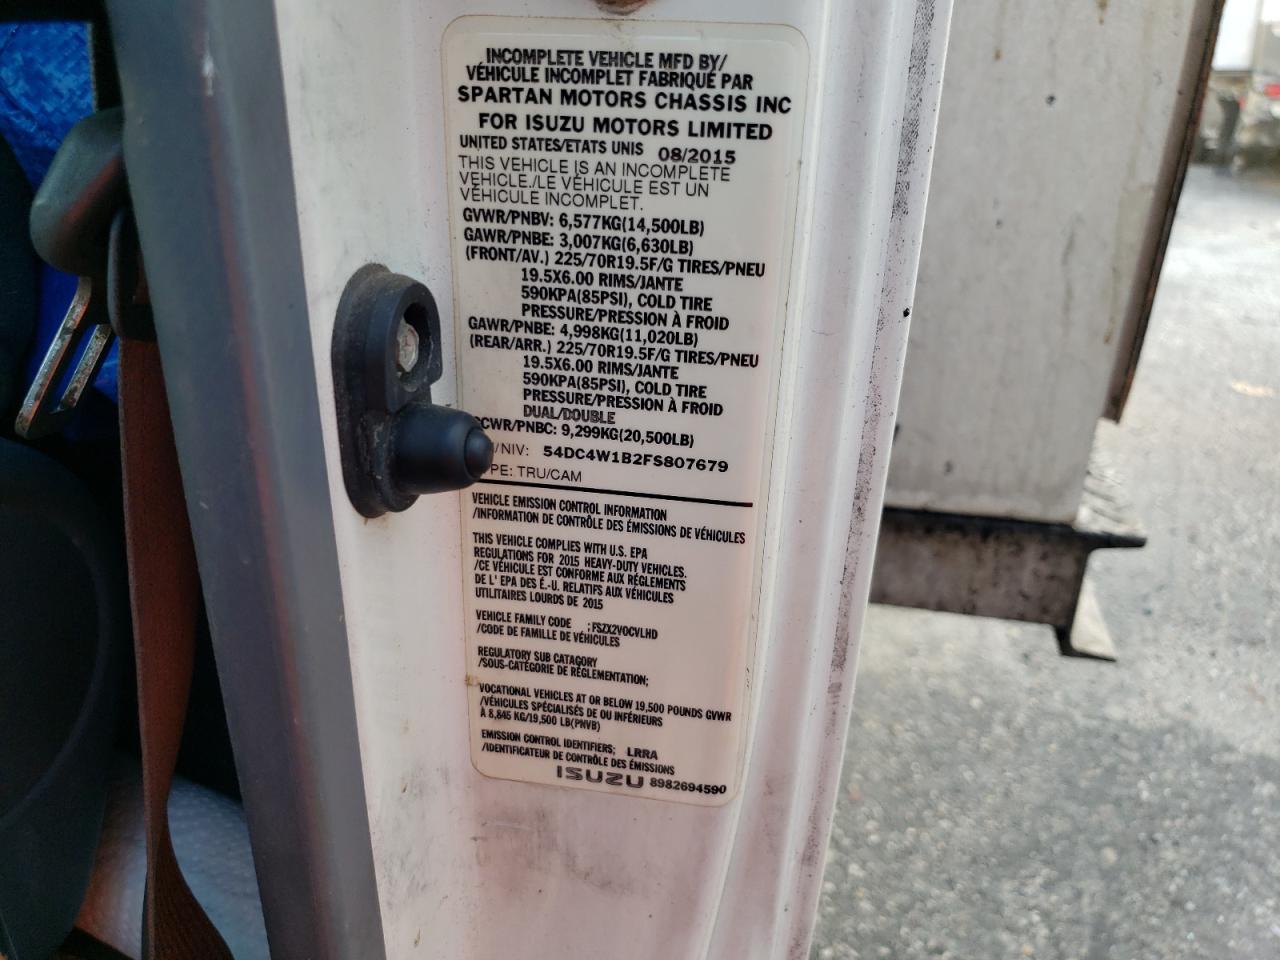 INCOMPLETE VEHICLE MFD BY/
VÉHICULE INCOMPLET FABRIQUÉ PAR
SPARTAN MOTORS CHASSIS INC
FOR ISUZU MOTORS LIMITED
UNITED STATES/ETATS UNIS 08/2015
THIS VEHICLE IS AN INCOMPLETE
VEHICLE./LE VÉHICULE EST UN
VÉHICULE INCOMPLET.
GVWR/PNBV: 6,577KG(14,500LB)
GAWR/PNBE: 3,007KG(6,630LB)
(FRONT/AV.) 225/70R19.5F/G TIRES/PNEU
19.5X6.00 RIMS/JANTE
590KPA(85PSI), COLD TIRE
PRESSURE/PRESSION À FROID
GAWR/PNBE: 4,998KG(11,020LB)
(REAR/ARR.) 225/70R19.5F/G TIRES/PNEU
19.5X6.00 RIMS/JANTE
590KPA(85PSI), COLD TIRE
PRESSURE/PRESSION À FROID
DUAL/DOUBLE
CWR/PNBC: 9,299KG(20,500LB)
/NIV: 54DC4W1B2FS807679
PE: TRU/CAM
VEHICLE EMISSION CONTROL INFORMATION
/INFORMATION DE CONTRÔLE DES ÉMISSIONS DE VÉHICULES
THIS VEHICLE COMPLIES WITH U.S. EPA
REGULATIONS FOR 2015 HEAVY-DUTY VEHICLES.
/CE VÉHICULE EST CONFORME AUX RÉGLEMENTS
DE L' EPA DES É.-U. RELATIFS AUX VÉHICULES
UTILITAIRES LOURDS DE 2015
VEHICLE FAMILY CODE : FSZX2VOCVLHD
/CODE DE FAMILLE DE VÉHICULES
REGULATORY SUB CATAGORY
/SOUS-CATÉGORIE DE RÉGLEMENTATION;
VOCATIONAL VEHICLES AT OR BELOW 19,500 POUNDS GVWR
/VÉHICULES SPÉCIALISÉS DE OU INFÉRIEURS
À 8,845 KG/19,500 LB(PNVB)
EMISSION CONTROL IDENTIFIERS; LRRA
/IDENTIFICATEUR DE CONTRÔLE DES ÉMISSIONS
ISUZU 8982694590